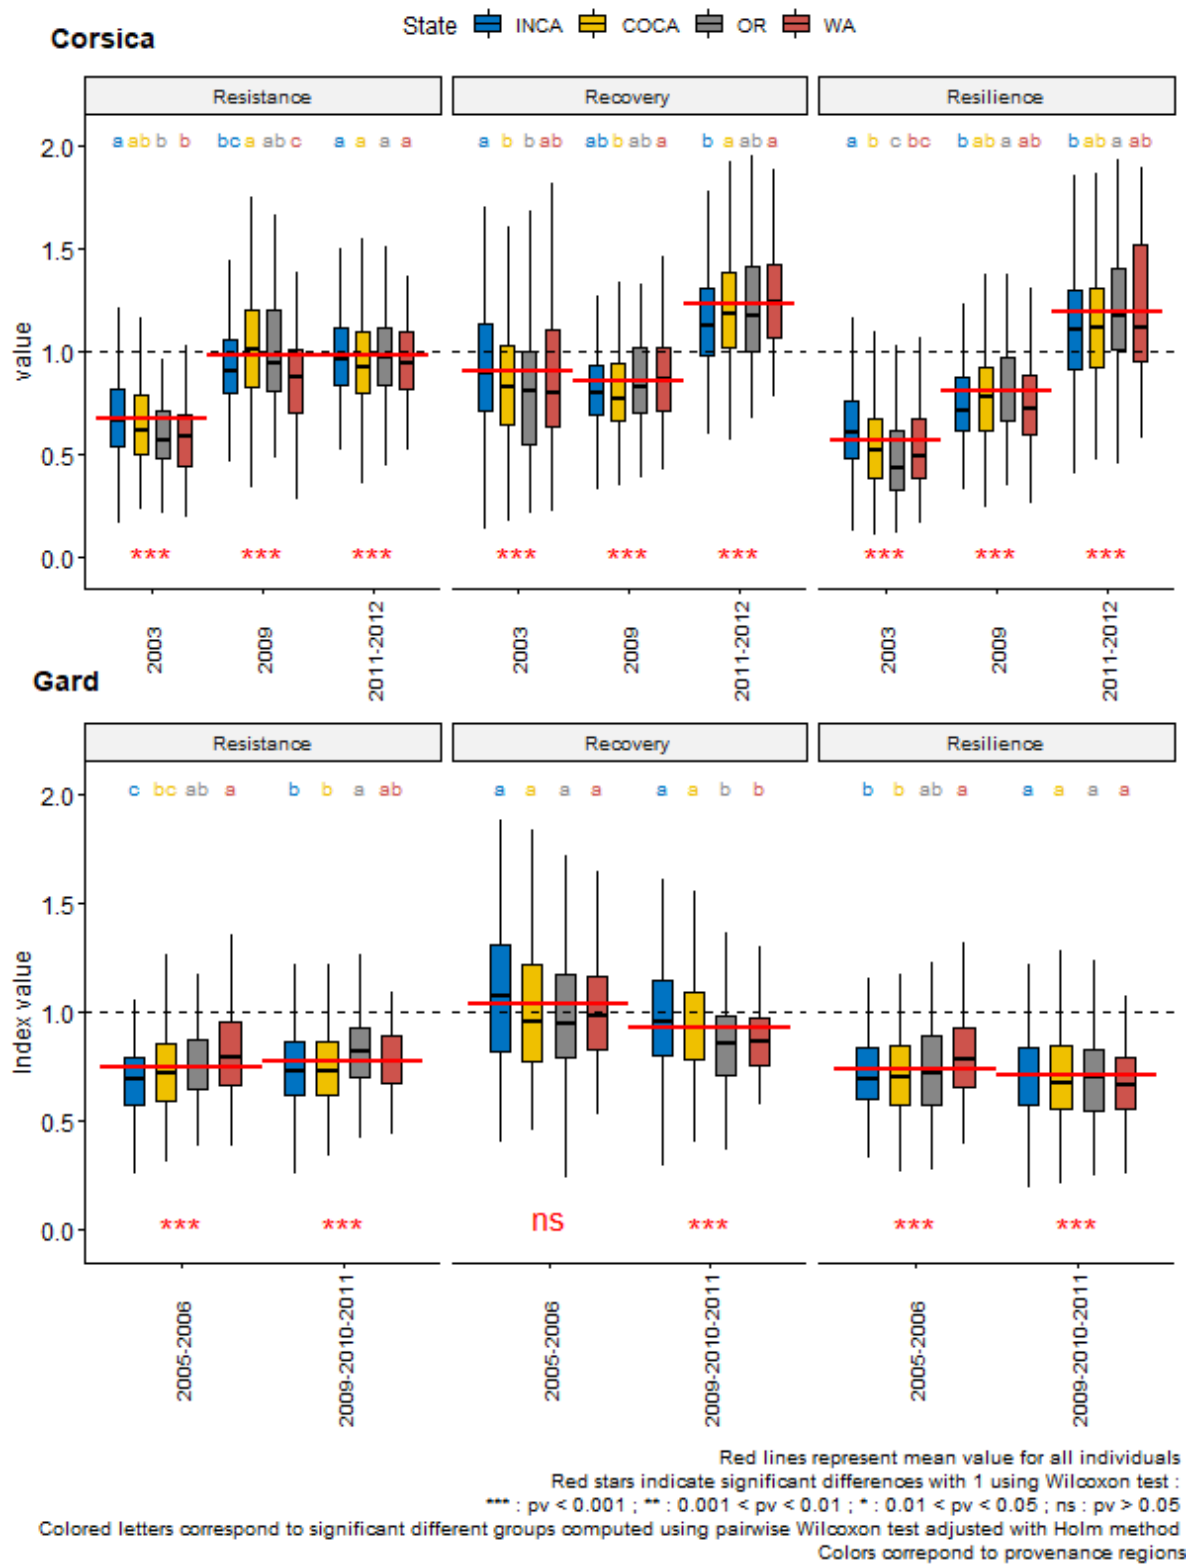 State INCA COCA OR WA
Corsica
Resistance Recovery Resilience
a ab b b bc a ab c a a a a a b b ab ab b ab a b a ab a a b c bc b ab a ab b ab a ab
2.0
1.5
1.0
0.5
0.0
value
*** *** *** *** *** *** *** *** ***
2003 2009 2011-2012 2003 2009 2011-2012 2003 2009 2011-2012
Gard
Resistance Recovery Resilience
c bc ab a b b a ab a a a a a a b b b b ab a a a a a
2.0
1.5
1.0
0.5
0.0
Index value
*** *** ns *** *** ***
2005-2006 2009-2010-2011 2005-2006 2009-2010-2011 2005-2006 2009-2010-2011
Red lines represent mean value for all individuals
Red stars indicate significant differences with 1 using Wilcoxon test :
*** : pv < 0.001 ; ** : 0.001 < pv < 0.01 ; * : 0.01 < pv < 0.05 ; ns : pv > 0.05
Colored letters correspond to significant different groups computed using pairwise Wilcoxon test adjusted with Holm method
Colors correpond to provenance regions